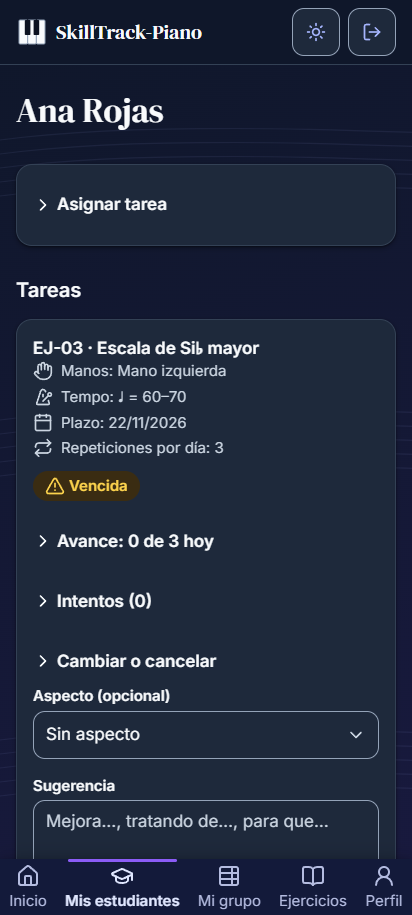 SkillTrack-Piano
Ana Rojas
Asignar tarea
Tareas
EJ-03 · Escala de Si♭ mayor
Manos: Mano izquierda
Tempo: ♩ = 60–70
Plazo: 22/11/2026
Repeticiones por día: 3
Vencida
Avance: 0 de 3 hoy
Intentos (0)
Cambiar o cancelar
Aspecto (opcional)
Sin aspecto
Sugerencia
Mejora..., tratando de..., para que...
Inicio Mis estudiantes Mi grupo Ejercicios Perfil